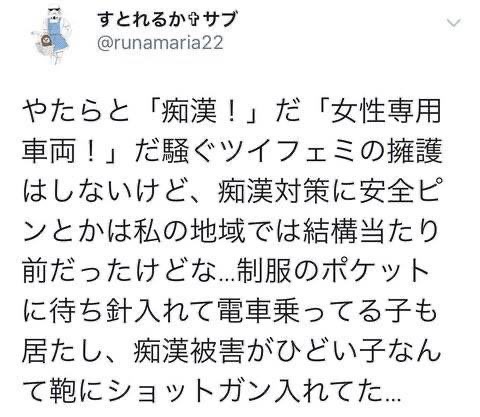 すとれるか✞サブ
@runamaria22
やたらと「痴漢！」だ「女性専用
車両！」だ騒ぐツイフェミの擁護
はしないけど、痴漢対策に安全ピ
ンとかは私の地域では結構当たり
前だったけどな...制服のポケット
に待ち針入れて電車乗ってる子も
居たし、痴漢被害がひどい子なん
て鞄にショットガン入れてた...